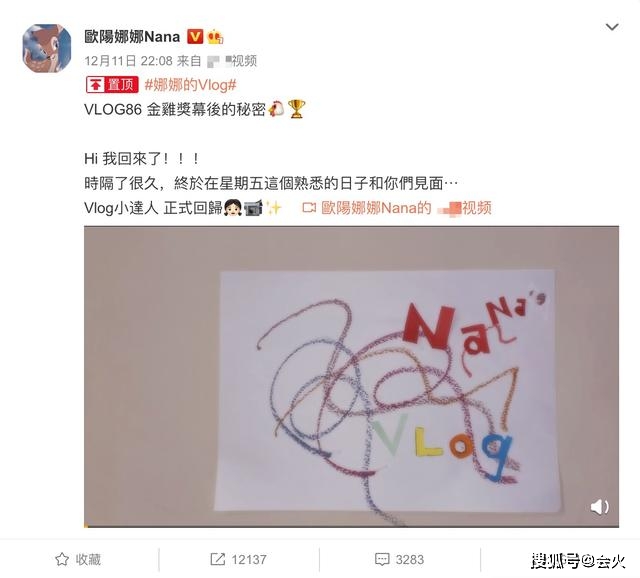 歐陽娜娜Nana
12月11日 22:08 来自 视频
置顶 #娜娜的Vlog#
VLOG86 金雞獎幕後的秘密🐔🏆
Hi 我回來了！！！
時隔了很久，終於在星期五這個熟悉的日子和你們見面…
Vlog小達人 正式回歸👧🏻📹✨ 歐陽娜娜Nana的 视频
NaNa's
VLog
收藏
12137
3283
搜狐号@会火